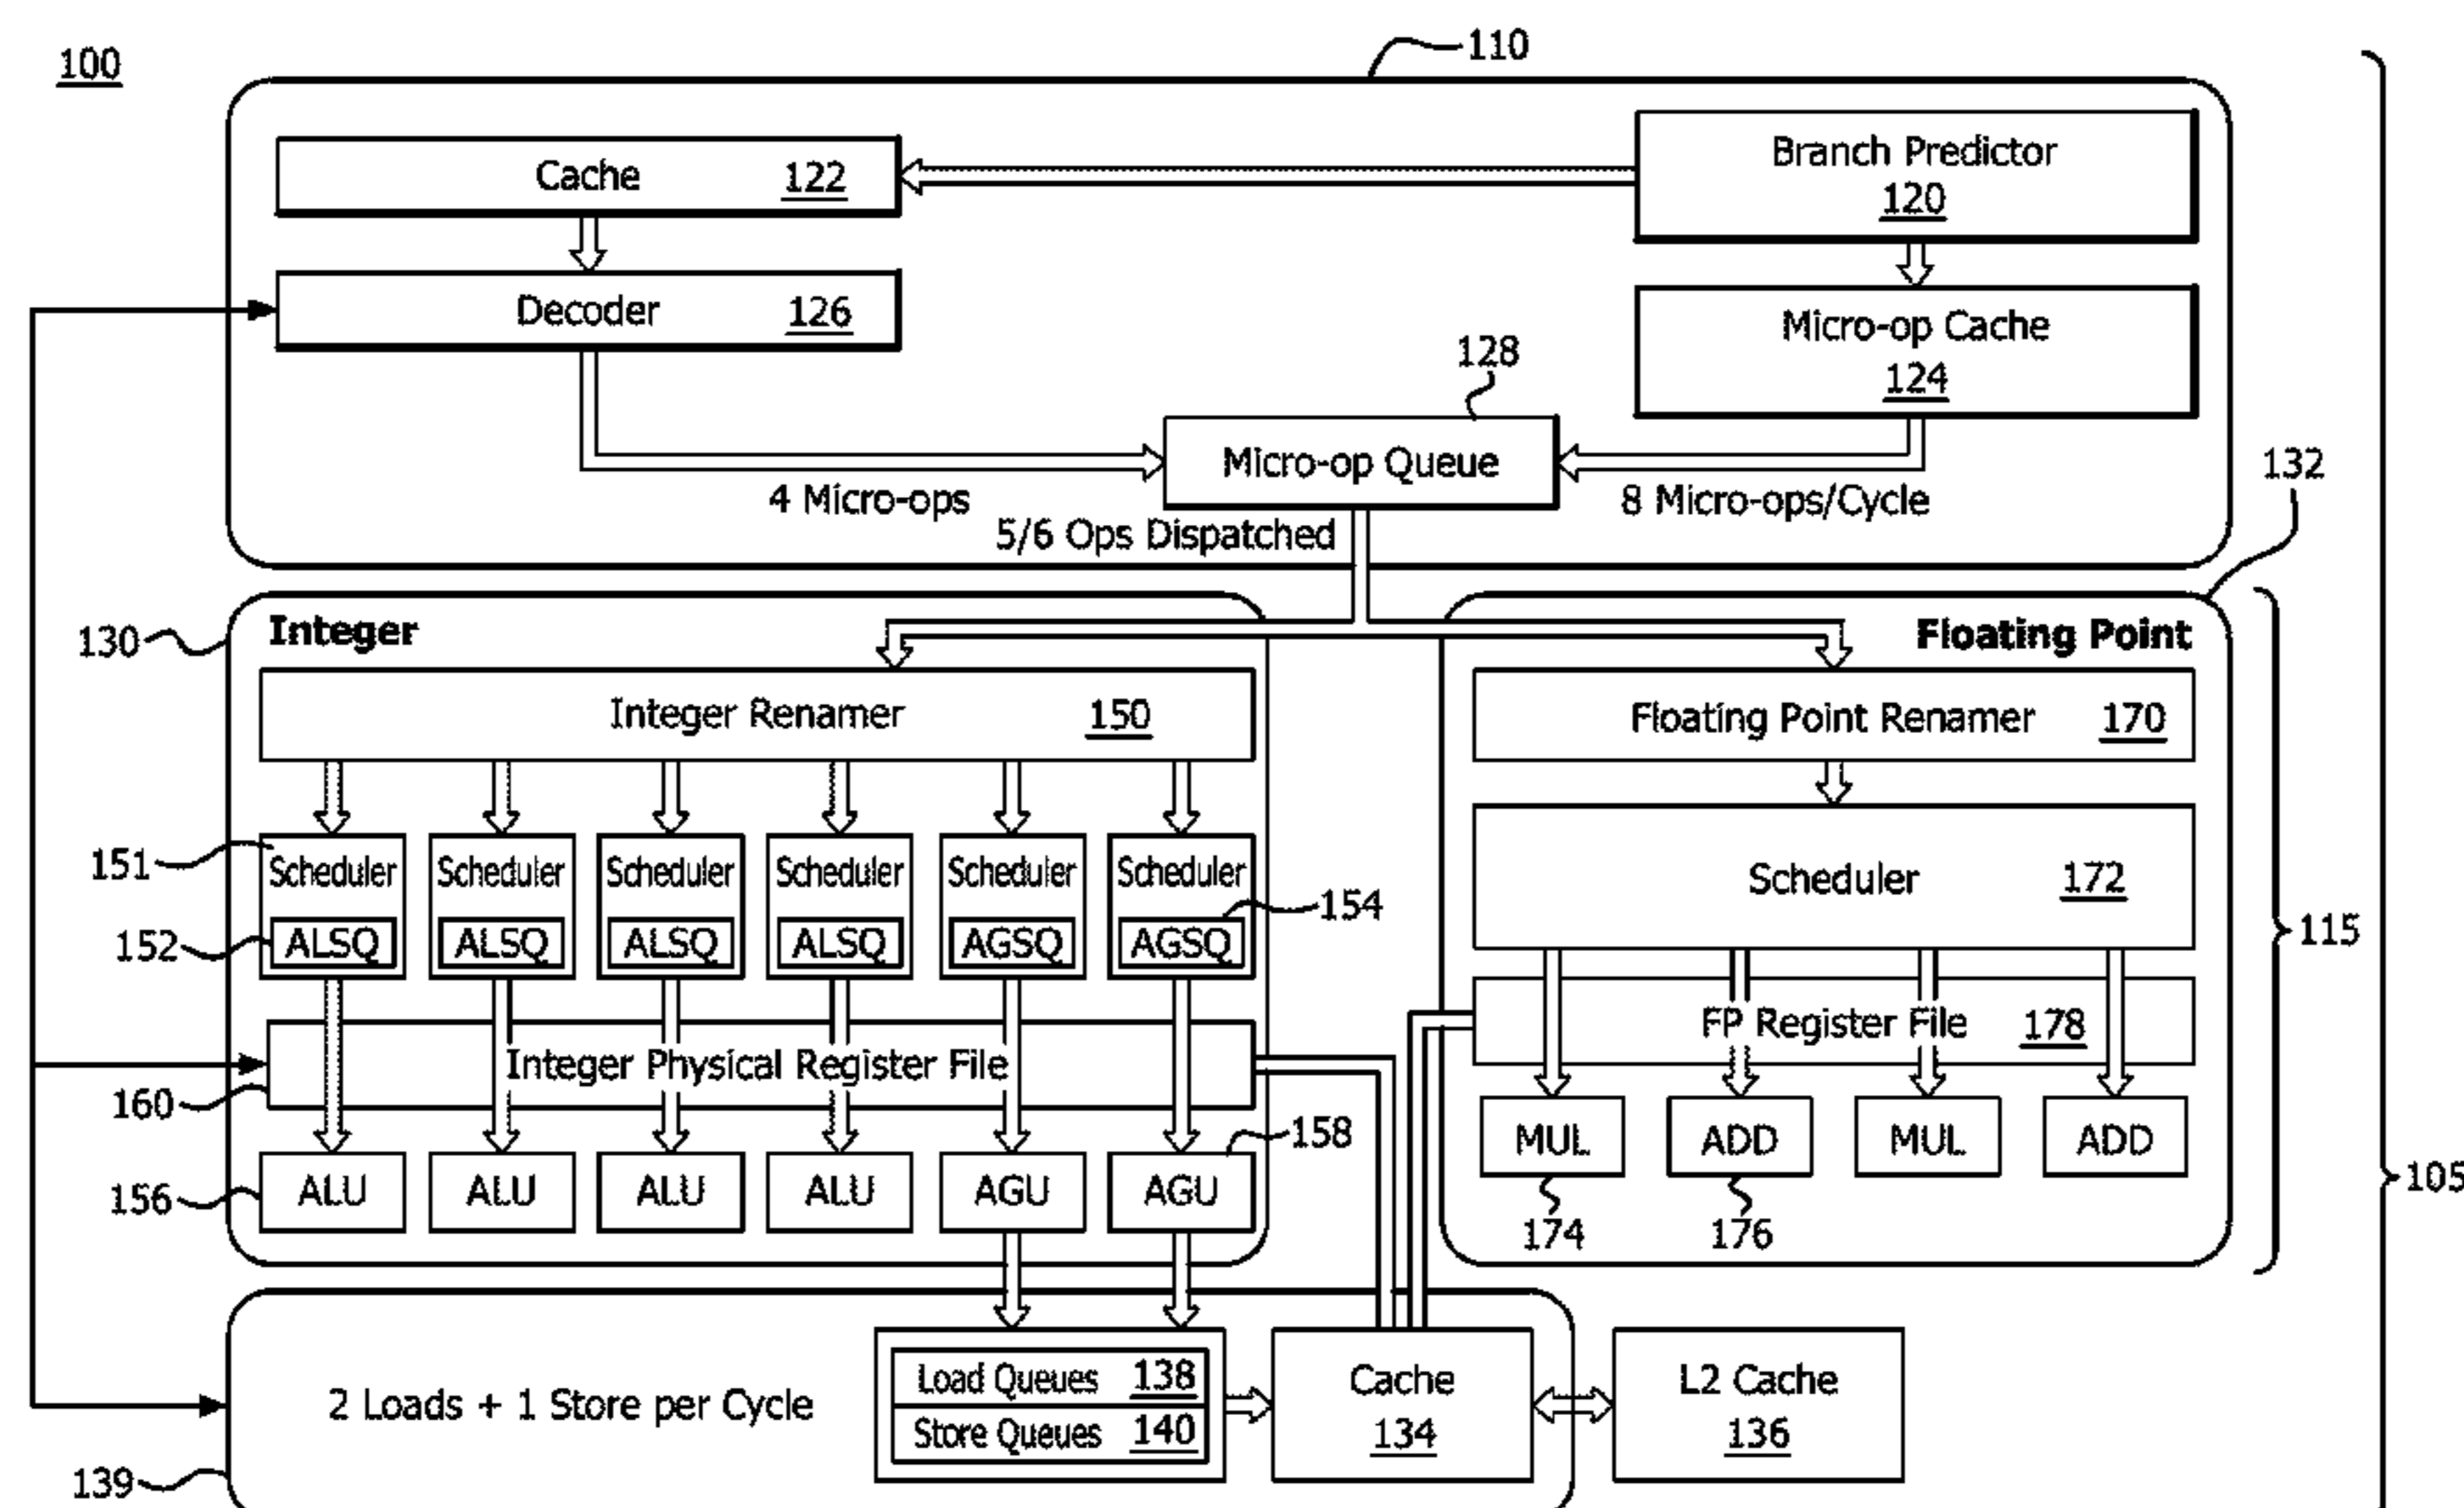 100
110
Cache 122
Branch Predictor
120
Decoder 126
Micro-op Cache
124
128
Micro-op Queue
4 Micro-ops
8 Micro-ops/Cycle
5/6 Ops Dispatched
132
130
Integer
Floating Point
Integer Renamer 150
Floating Point Renamer 170
151
Scheduler Scheduler Scheduler Scheduler Scheduler Scheduler
Scheduler 172
154
152
ALSQ ALSQ ALSQ ALSQ AGSQ AGSQ
115
FP Register File 178
Integer Physical Register File
160
158
MUL ADD MUL ADD
156
ALU ALU ALU ALU AGU AGU
105
174 176
2 Loads + 1 Store per Cycle
Load Queues 138
Store Queues 140
Cache
134
L2 Cache
136
139